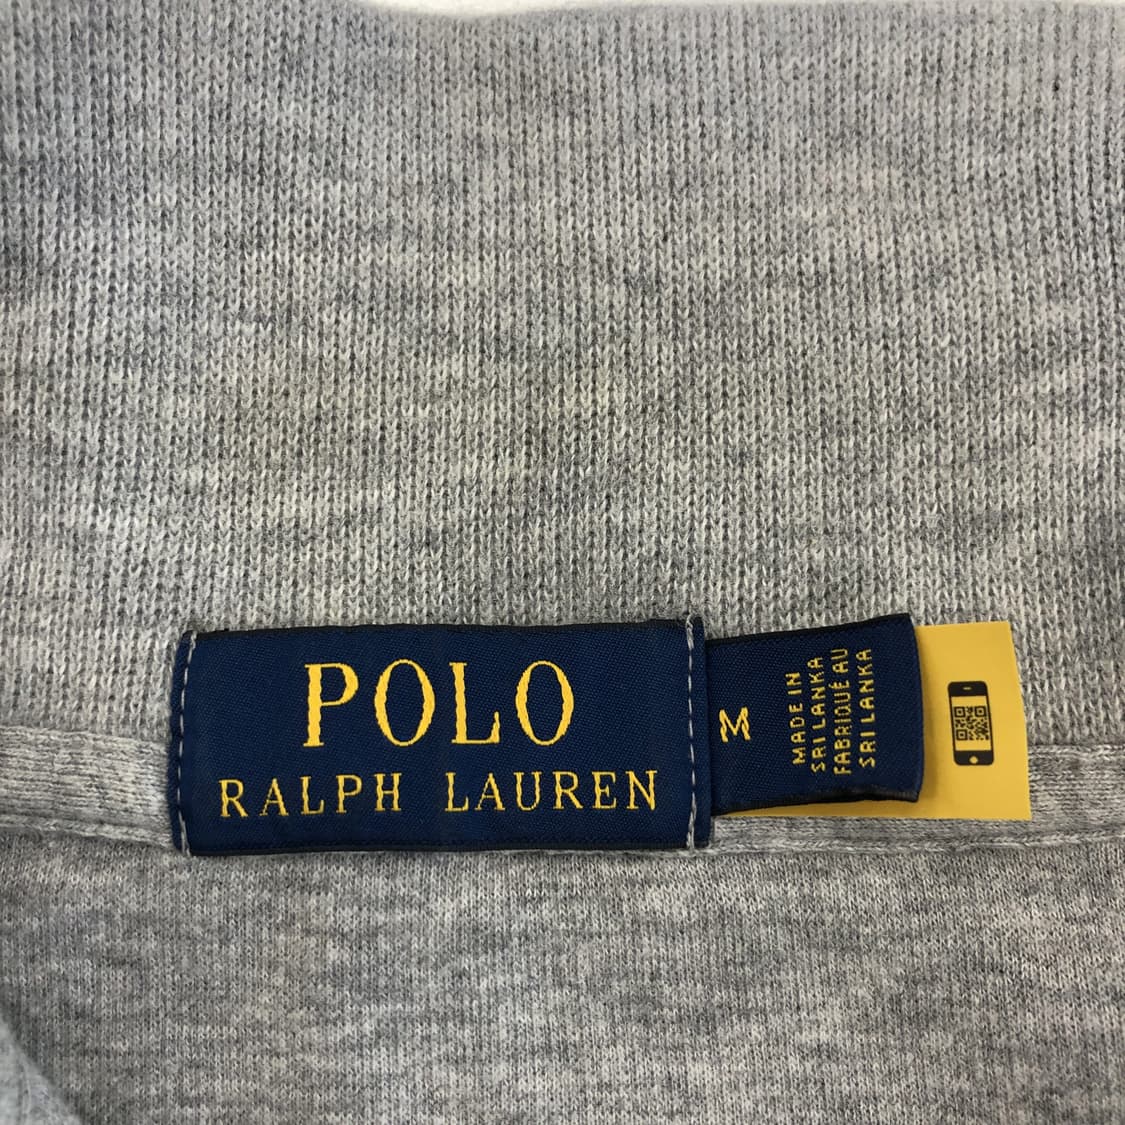 POLO
RALPH LAUREN
M
MADE IN
SRI LANKA
FABRIQUÉ AU
SRI LANKA